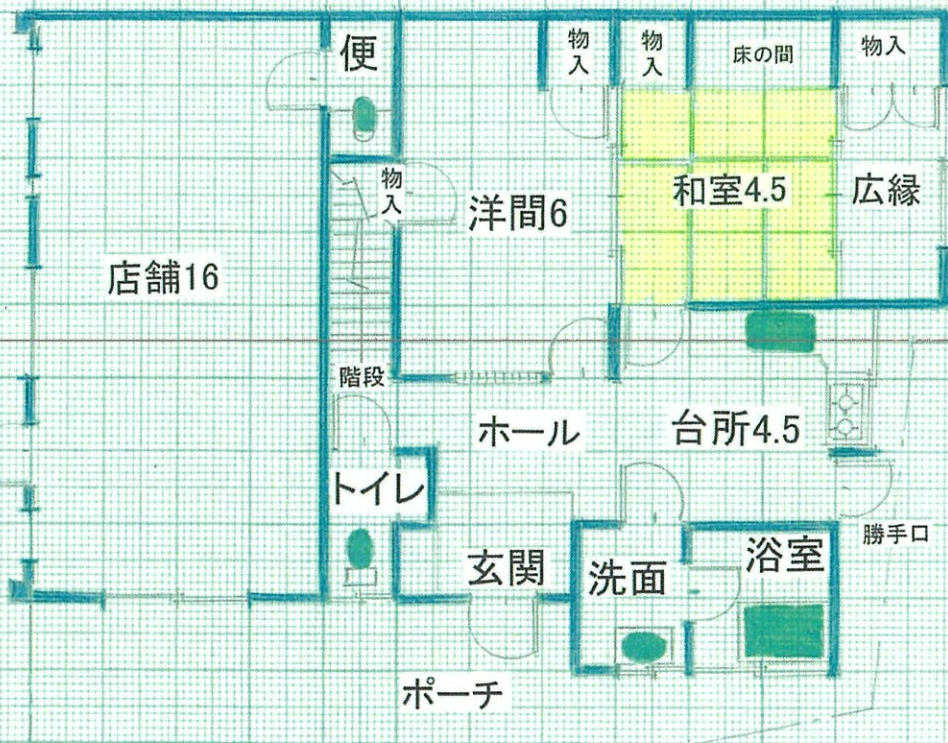 便
物入
物入
床の間
物入
物入
洋間6
和室4.5
広縁
店舗16
階段
ホール
台所4.5
トイレ
勝手口
玄関
洗面
浴室
ポーチ